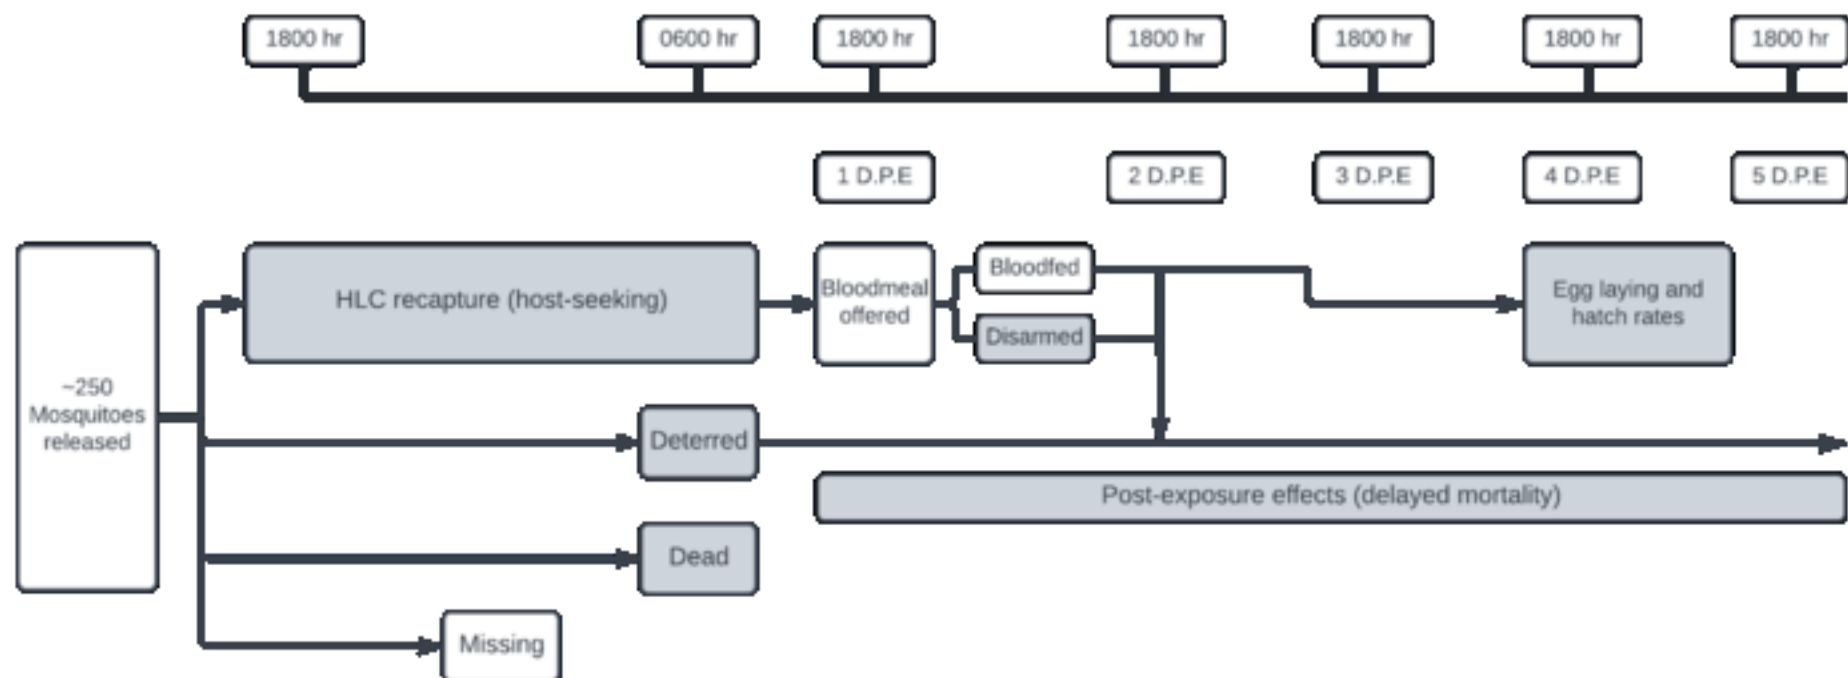 1800 hr
0600 hr
1800 hr
1800 hr
1800 hr
1800 hr
1800 hr
1 D.P.E
2 D.P.E
3 D.P.E
4 D.P.E
5 D.P.E
~250
Mosquitoes
released
HLC recapture (host-seeking)
Bloodmeal
offered
Bloodfed
Disarmed
Egg laying and
hatch rates
Deterred
Post-exposure effects (delayed mortality)
Dead
Missing